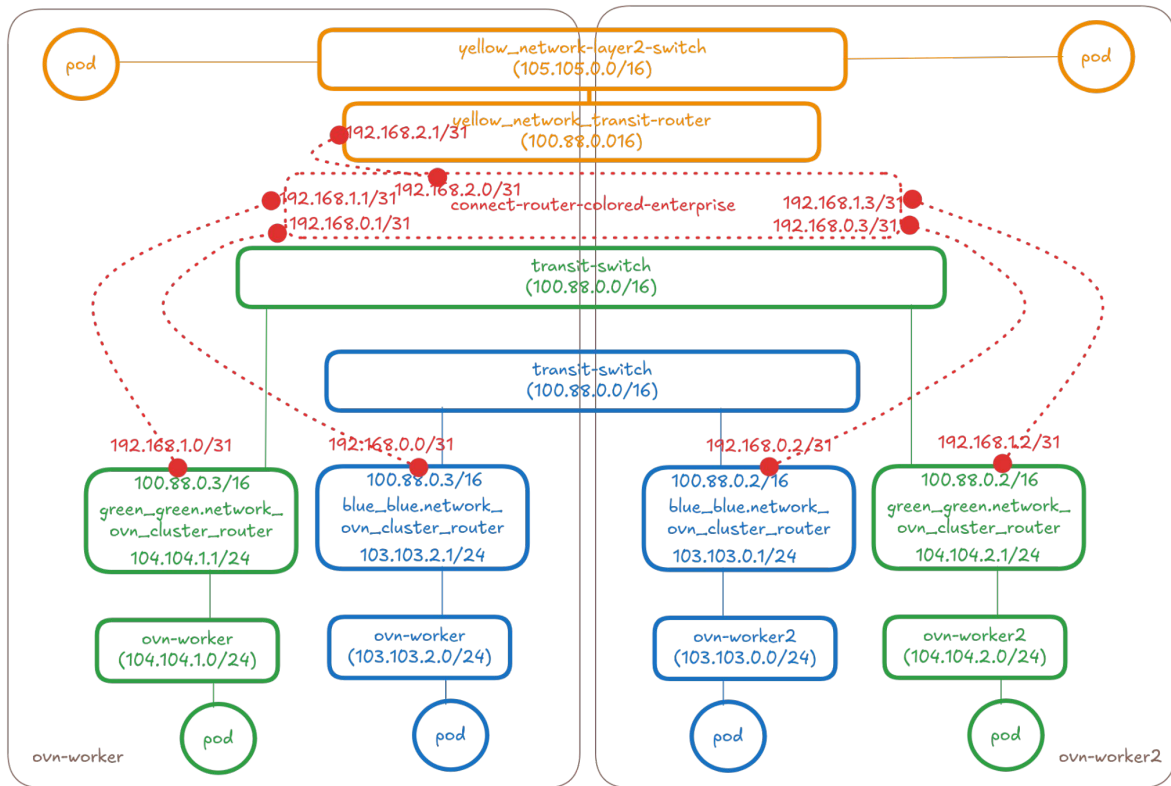 pod
yellow_network-layer2-switch
(105.105.0.0/16)
pod
yellow_network_transit-router
(100.88.0.016)
192.168.2.1/31
192.168.2.0/31
connect-router-colored-enterprise
192.168.1.1/31
192.168.0.1/31
192.168.1.3/31
192.168.0.3/31
transit-switch
(100.88.0.0/16)
transit-switch
(100.88.0.0/16)
192.168.1.0/31
192.168.0.0/31
192.168.0.2/31
192.168.1.2/31
100.88.0.3/16
green_green.network_
ovn_cluster_router
104.104.1.1/24
100.88.0.3/16
blue_blue.network_
ovn_cluster_router
103.103.2.1/24
100.88.0.2/16
blue_blue.network_
ovn_cluster_router
103.103.0.1/24
100.88.0.2/16
green_green.network_
ovn_cluster_router
104.104.2.1/24
ovn-worker
(104.104.1.0/24)
ovn-worker
(103.103.2.0/24)
ovn-worker2
(103.103.0.0/24)
ovn-worker2
(104.104.2.0/24)
pod
pod
pod
pod
ovn-worker
ovn-worker2